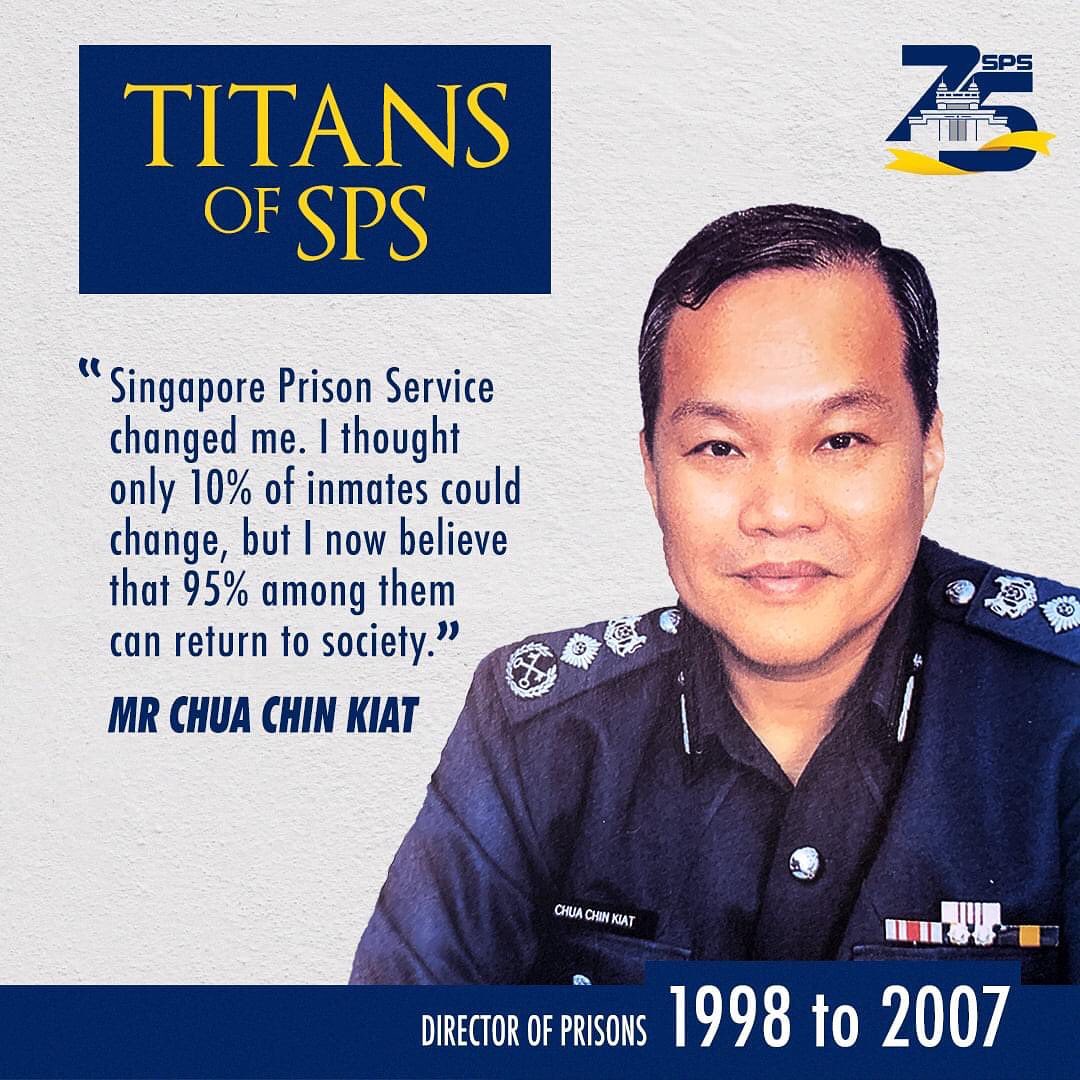 TITANS
OF SPS
75
SPS
“Singapore Prison Service
changed me. I thought
only 10% of inmates could
change, but I now believe
that 95% among them
can return to society.”
MR CHUA CHIN KIAT
CHUA CHIN KIAT
DIRECTOR OF PRISONS 1998 to 2007